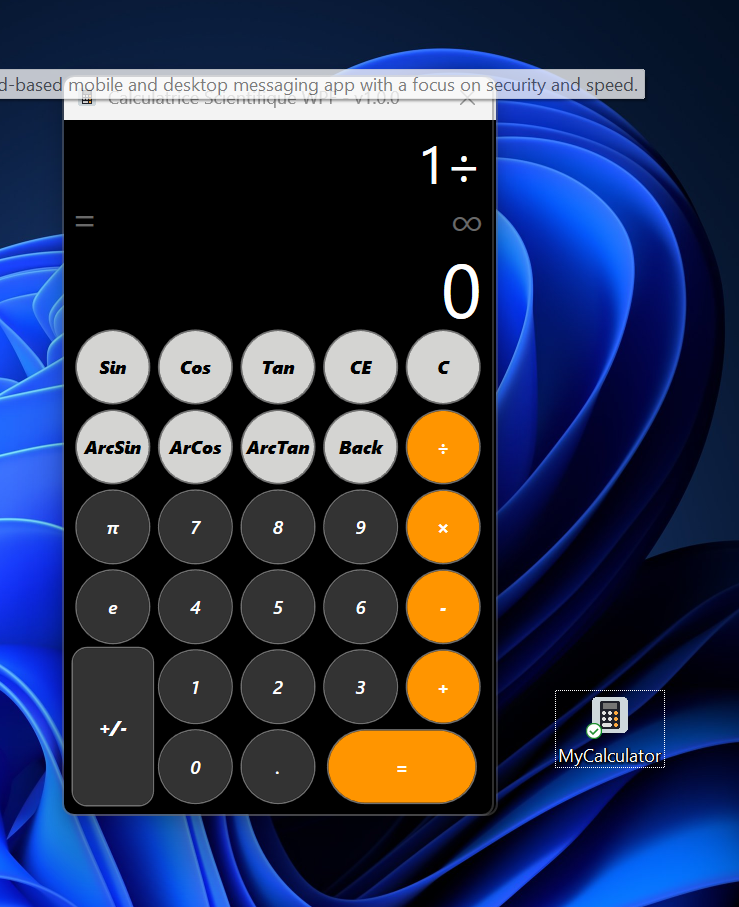 d-based mobile and desktop messaging app with a focus on security and speed.
Calculatrice Scientifique WPF - v1.0.0
1÷
= ∞
0
Sin Cos Tan CE C
ArcSin ArCos ArcTan Back ÷
π 7 8 9 ×
e 4 5 6 -
1 2 3 +
+/-
0 . =
MyCalculator